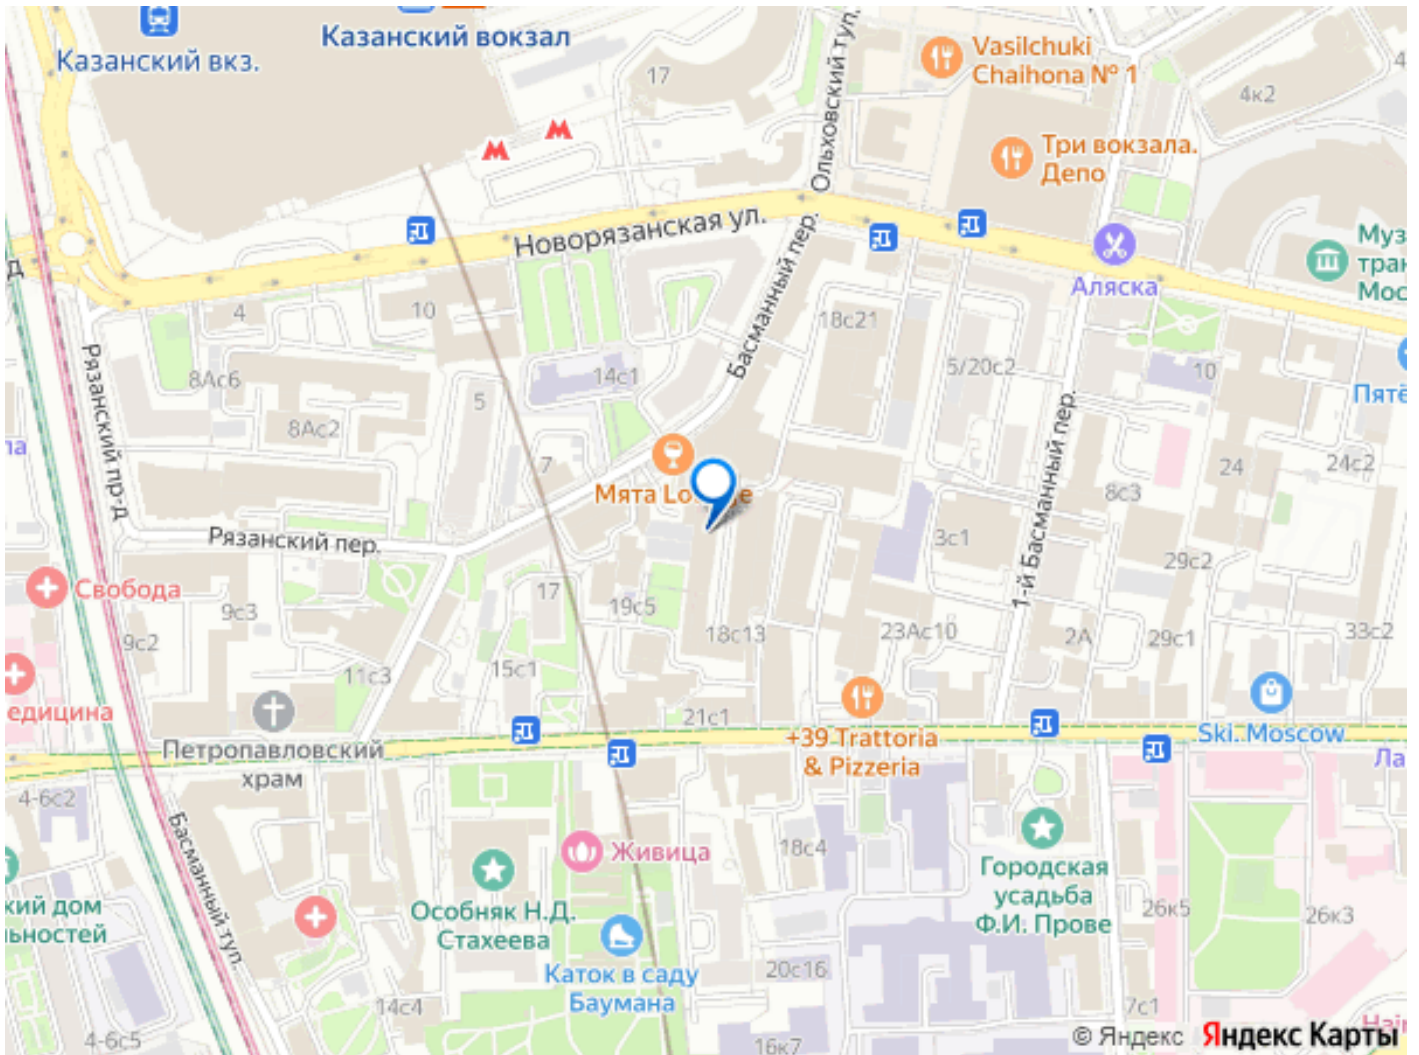 Казанский вокзал
Казанский вкз.
Vasilchuki
Chaihona № 1
17
4к2
Ольховский туп.
Три вокзала.
Депо
Новорязанская ул.
Басманный пер.
Муз
тран
Мос
Аляска
д
4
10
18с21
8Ас6
14с1
5/20с2
10
Пятё
5
Рязанский пр-д
8Ас2
1-й Басманный пер.
7
24
24с2
Мята Lo
е
8с3
Рязанский пер.
3с1
29с2
Свобода
17
19с5
9с3
9с2
18с13
23Ас10
2А
29с1
33с2
15с1
11с3
едицина
21с1
Ski. Moscow
Петропавловский
храм
+39 Trattoria
& Pizzeria
Ла
4-6с2
Басманный туп.
Живица
18с4
Городская
усадьба
Ф.И. Прове
кий дом
ьностей
Особняк Н.Д.
Стахеева
26к5
26к3
Каток в саду
Баумана
20с16
14с4
7с1
4-6с5
16к7
© Яндекс Яндекс Карты